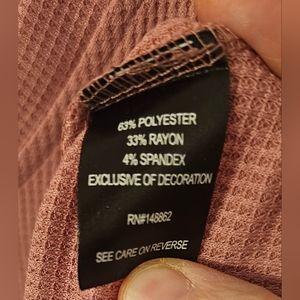 63% POLYESTER
33% RAYON
4% SPANDEX
EXCLUSIVE OF DECORATION
RN#148862
SEE CARE ON REVERSE